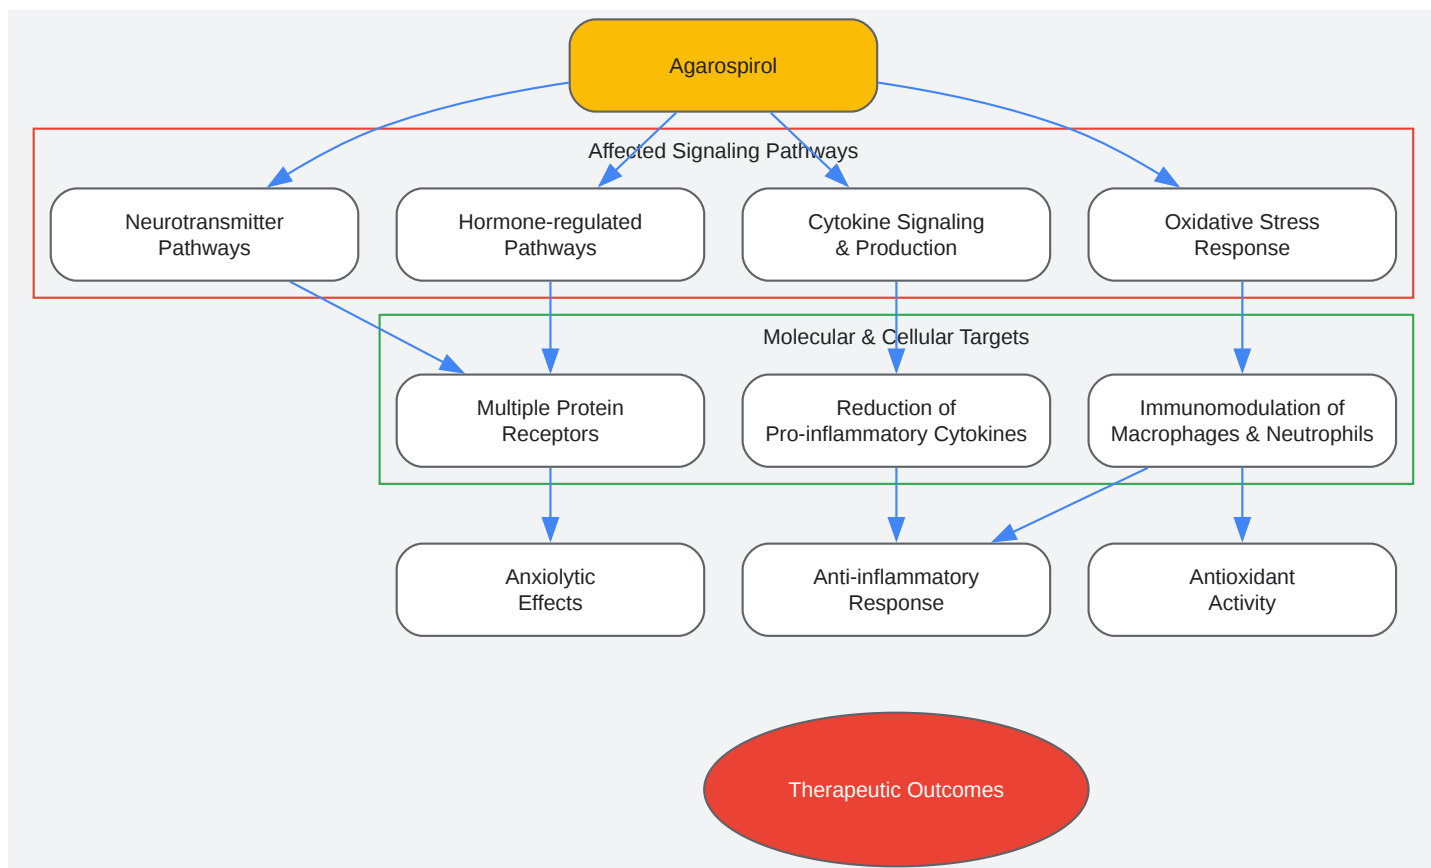 Agarospirol
Affected Signaling Pathways
Neurotransmitter
Pathways
Hormone-regulated
Pathways
Cytokine Signaling
& Production
Oxidative Stress
Response
Molecular & Cellular Targets
Multiple Protein
Receptors
Reduction of
Pro-inflammatory Cytokines
Immunomodulation of
Macrophages & Neutrophils
Anxiolytic
Effects
Anti-inflammatory
Response
Antioxidant
Activity
Therapeutic Outcomes